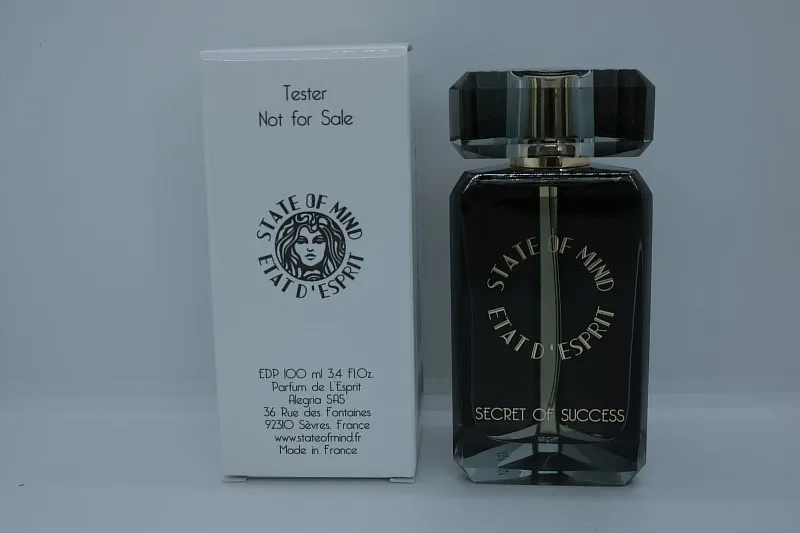 Tester
Not for Sale
STATE OF MIND
ETAT D'ESPRIT
EDP 100 ml 3.4 Fl.Oz.
Parfum de L'Esprit
Alegria SAS
36 Rue des Fontaines
92310 Sèvres, France
www.stateofmind.fr
Made in France
STATE OF MIND
ETAT D'ESPRIT
SECRET OF SUCCESS